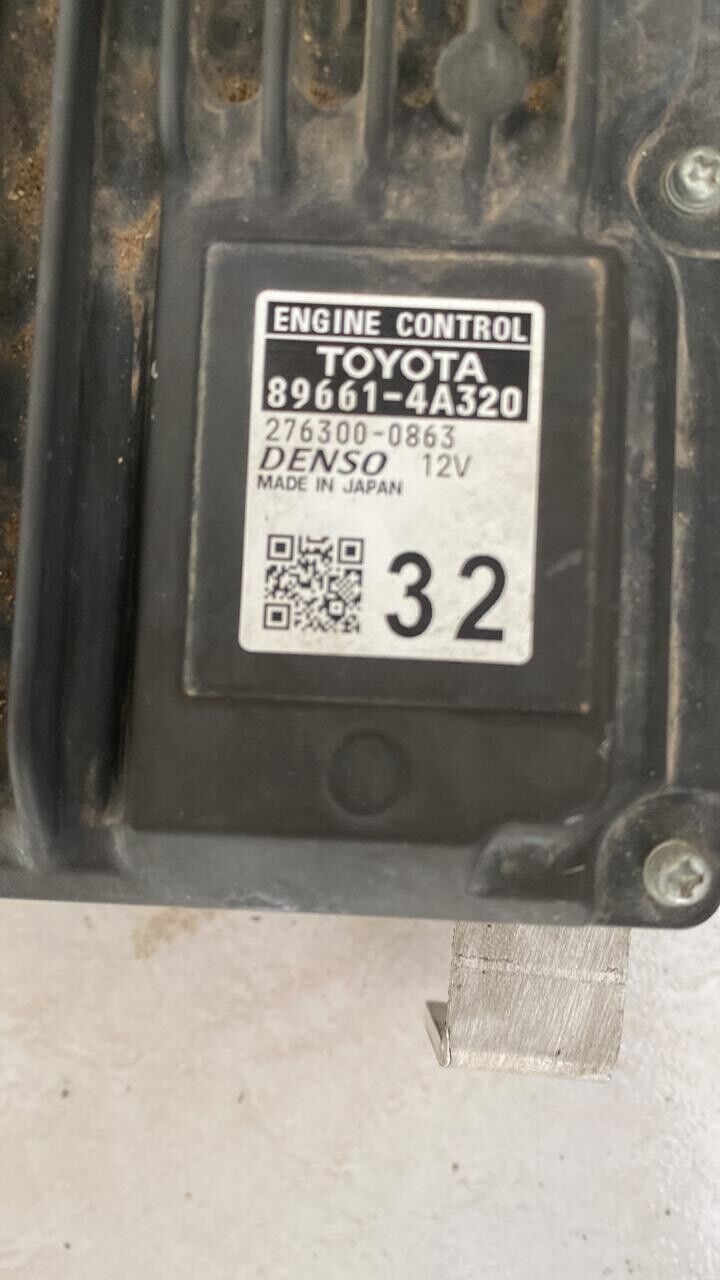 ENGINE CONTROL
TOYOTA
89661-4A320
276300-0863
DENSO 12V
MADE IN JAPAN
32